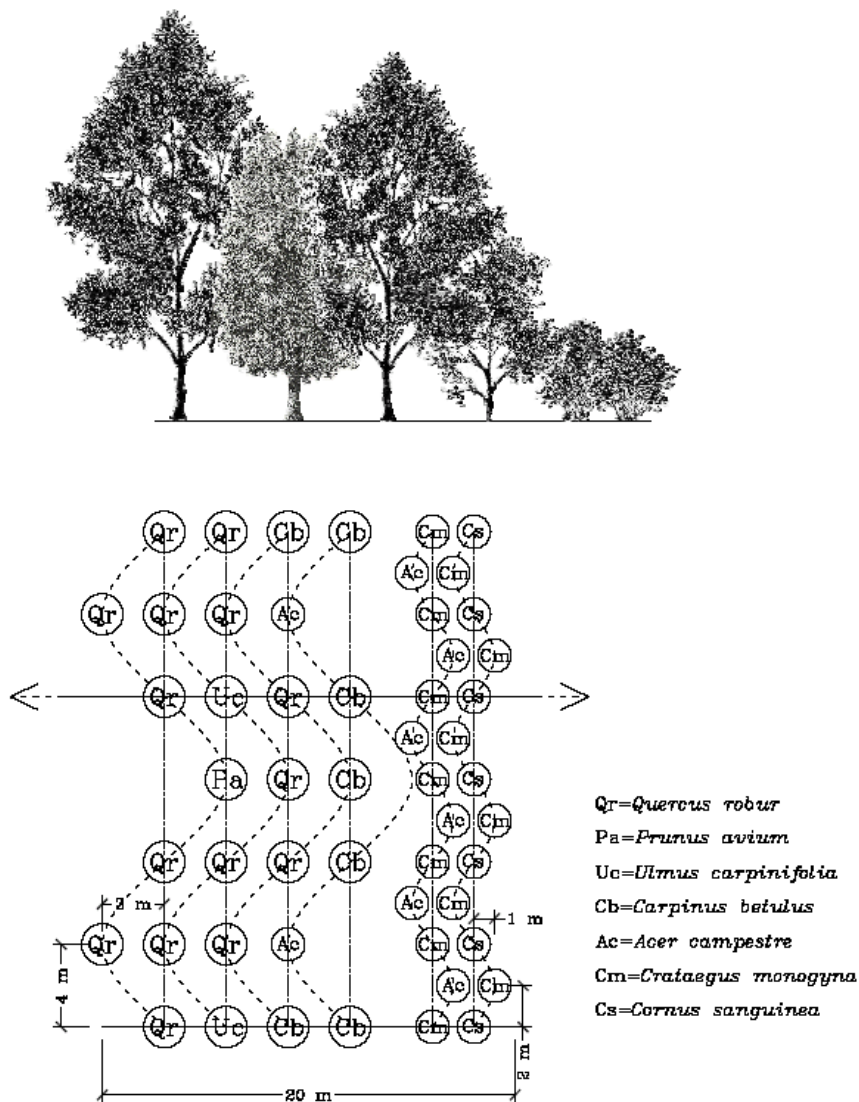 Qr Qr Cb Cb Cm Cs
Ac Cm
Qr Qr Qr Ac Cm Cs
Ac Cm
Qr Uc Qr Cb Cm Cs
Ac Cm
Pa Qr Cb Cm Cs
Ac Cm
Qr Qr Qr Cb Cm Cs
3 m Ac Cm
1 m
Qr Qr Qr Ac Cm Cs
4 m
Ac Cm
Qr Uc Cb Cb Cm Cs
2 m
20 m
Qr=Quercus robur
Pa=Prunus avium
Uc=Ulmus carpinifolia
Cb=Carpinus betulus
Ac=Acer campestre
Cm=Crataegus monogyna
Cs=Cornus sanguinea